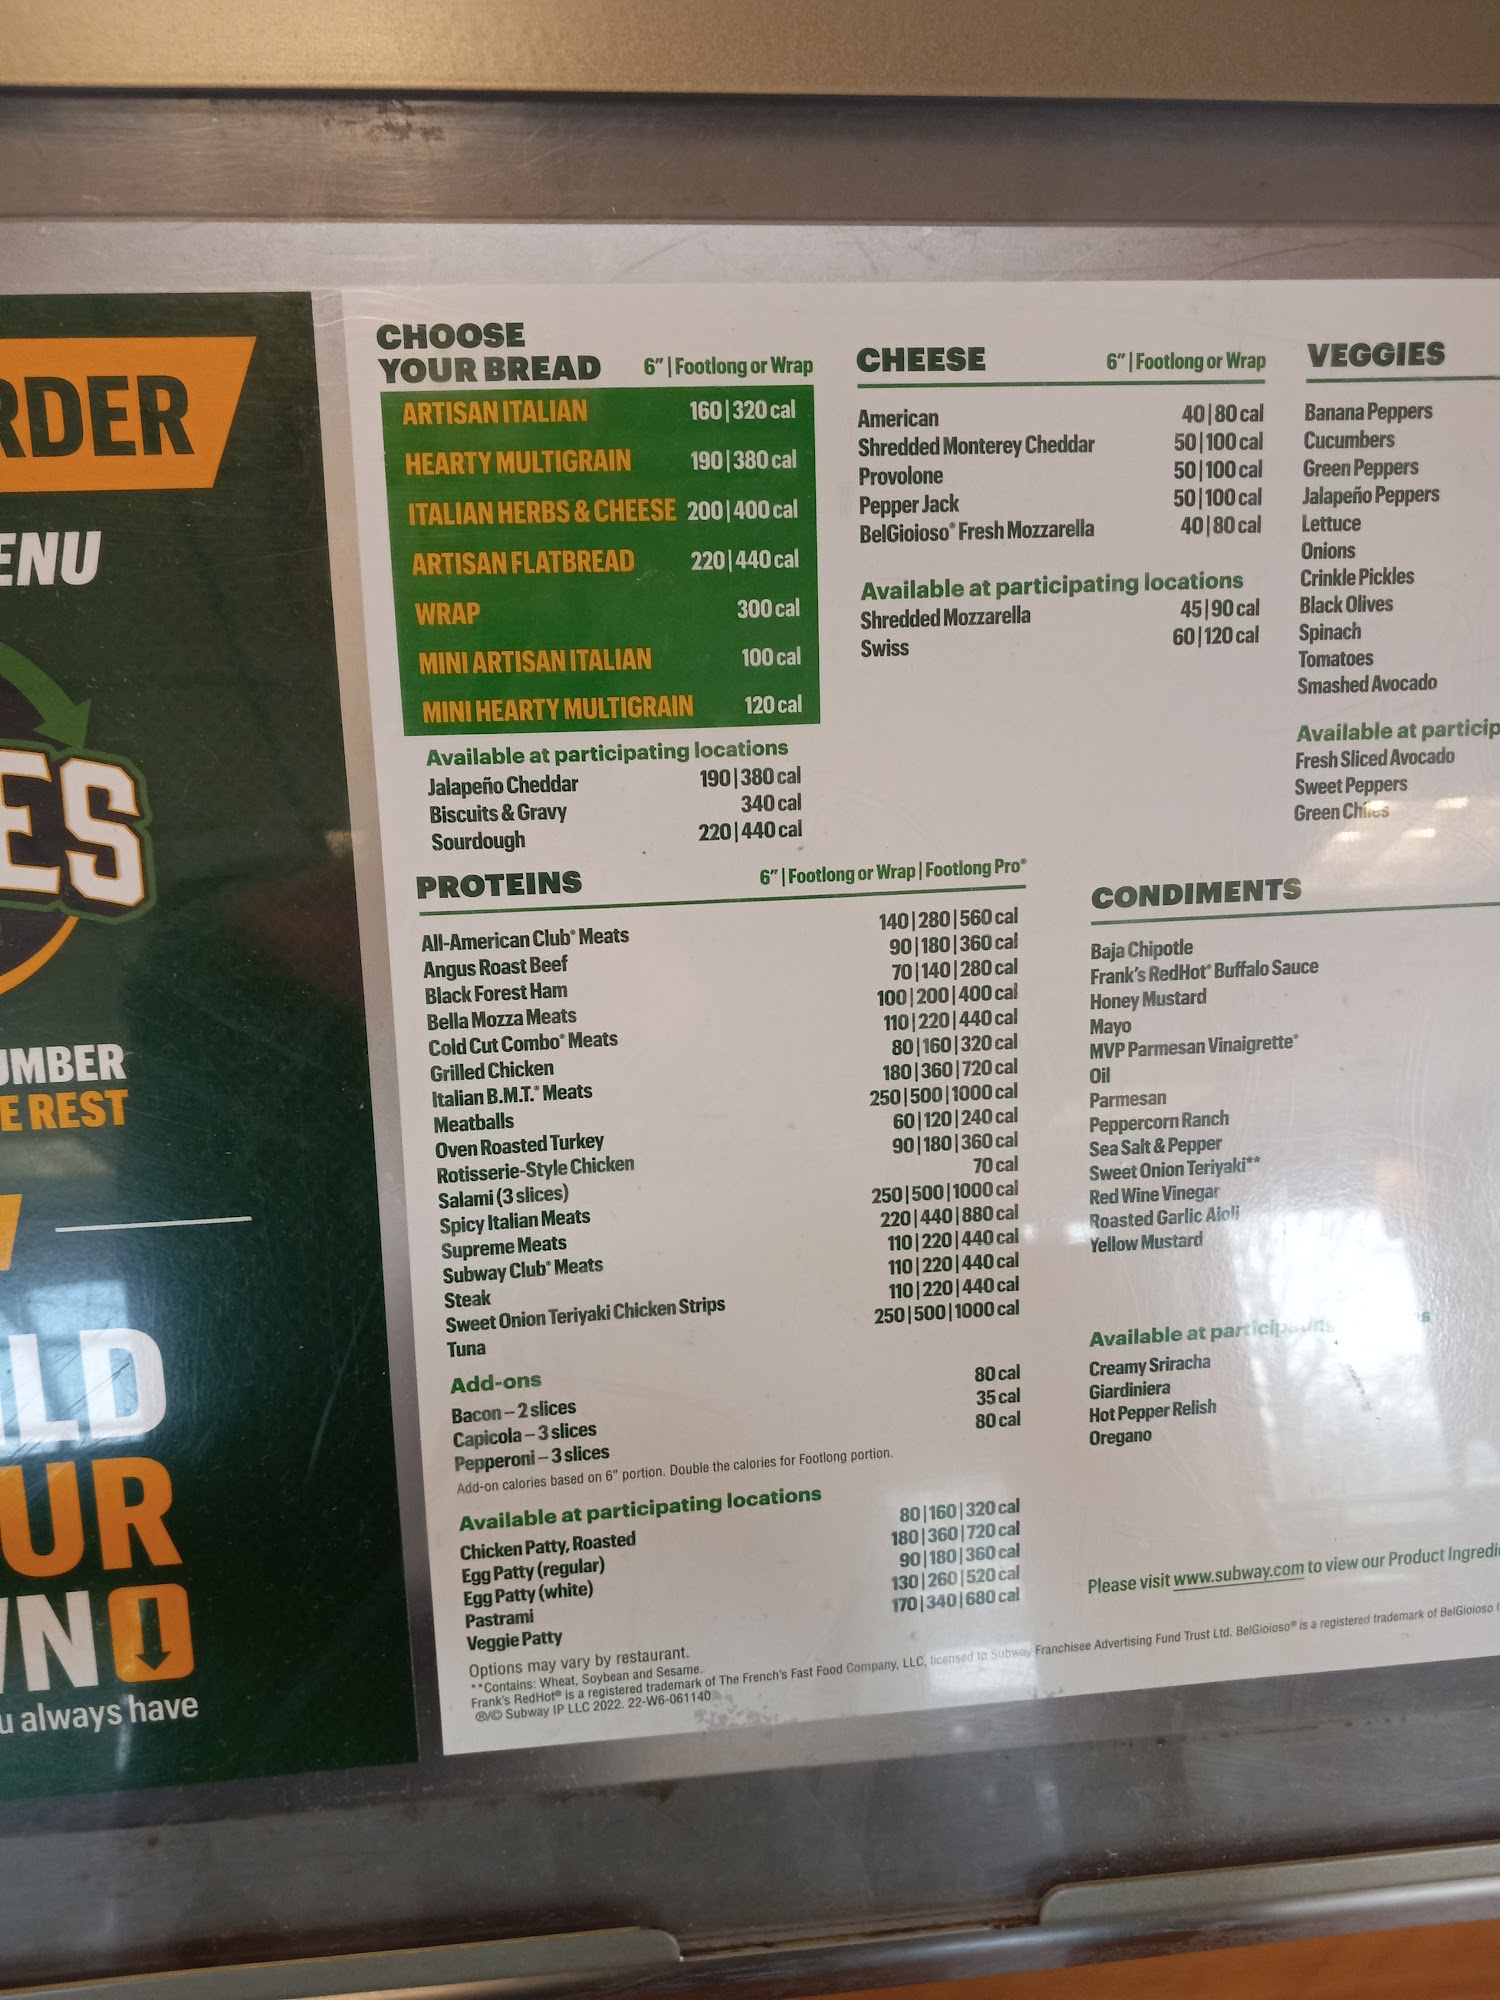 RDER
ENU
ES
UMBER
E REST
LD
UR
WN
u always have
CHOOSE
YOUR BREAD 6" | Footlong or Wrap
ARTISAN ITALIAN 160 | 320 cal
HEARTY MULTIGRAIN 190 | 380 cal
ITALIAN HERBS & CHEESE 200 | 400 cal
ARTISAN FLATBREAD 220 | 440 cal
WRAP 300 cal
MINI ARTISAN ITALIAN 100 cal
MINI HEARTY MULTIGRAIN 120 cal
Available at participating locations
Jalapeño Cheddar 190 | 380 cal
Biscuits & Gravy 340 cal
Sourdough 220 | 440 cal
CHEESE 6" | Footlong or Wrap
American 40 | 80 cal
Shredded Monterey Cheddar 50 | 100 cal
Provolone 50 | 100 cal
Pepper Jack 50 | 100 cal
BelGioioso® Fresh Mozzarella 40 | 80 cal
Available at participating locations
Shredded Mozzarella 45 | 90 cal
Swiss 60 | 120 cal
VEGGIES
Banana Peppers
Cucumbers
Green Peppers
Jalapeño Peppers
Lettuce
Onions
Crinkle Pickles
Black Olives
Spinach
Tomatoes
Smashed Avocado
Available at particip
Fresh Sliced Avocado
Sweet Peppers
Green Chiles
PROTEINS 6" | Footlong or Wrap | Footlong Pro®
All-American Club® Meats 140 | 280 | 560 cal
Angus Roast Beef 90 | 180 | 360 cal
Black Forest Ham 70 | 140 | 280 cal
Bella Mozza Meats 100 | 200 | 400 cal
Cold Cut Combo® Meats 110 | 220 | 440 cal
Grilled Chicken 80 | 160 | 320 cal
Italian B.M.T.® Meats 180 | 360 | 720 cal
Meatballs 250 | 500 | 1000 cal
Oven Roasted Turkey 60 | 120 | 240 cal
Rotisserie-Style Chicken 90 | 180 | 360 cal
Salami (3 slices) 70 cal
Spicy Italian Meats 250 | 500 | 1000 cal
Supreme Meats 220 | 440 | 880 cal
Subway Club® Meats 110 | 220 | 440 cal
Steak 110 | 220 | 440 cal
Sweet Onion Teriyaki Chicken Strips 110 | 220 | 440 cal
Tuna 250 | 500 | 1000 cal
Add-ons
Bacon – 2 slices 80 cal
Capicola – 3 slices 35 cal
Pepperoni – 3 slices 80 cal
Add-on calories based on 6" portion. Double the calories for Footlong portion.
Available at participating locations
Chicken Patty, Roasted 80 | 160 | 320 cal
Egg Patty (regular) 180 | 360 | 720 cal
Egg Patty (white) 90 | 180 | 360 cal
Pastrami 130 | 260 | 520 cal
Veggie Patty 170 | 340 | 680 cal
CONDIMENTS
Baja Chipotle
Frank's RedHot® Buffalo Sauce
Honey Mustard
Mayo
MVP Parmesan Vinaigrette®
Oil
Parmesan
Peppercorn Ranch
Sea Salt & Pepper
Sweet Onion Teriyaki**
Red Wine Vinegar
Roasted Garlic Aioli
Yellow Mustard
Available at participating
Creamy Sriracha
Giardiniera
Hot Pepper Relish
Oregano
Please visit www.subway.com to view our Product Ingredi
Options may vary by restaurant.
**Contains: Wheat, Soybean and Sesame.
Frank's RedHot® is a registered trademark of The French's Fast Food Company, LLC, licensed to Subway Franchisee Advertising Fund Trust Ltd. BelGioioso® is a registered trademark of BelGioioso
®/© Subway IP LLC 2022. 22-W6-061140